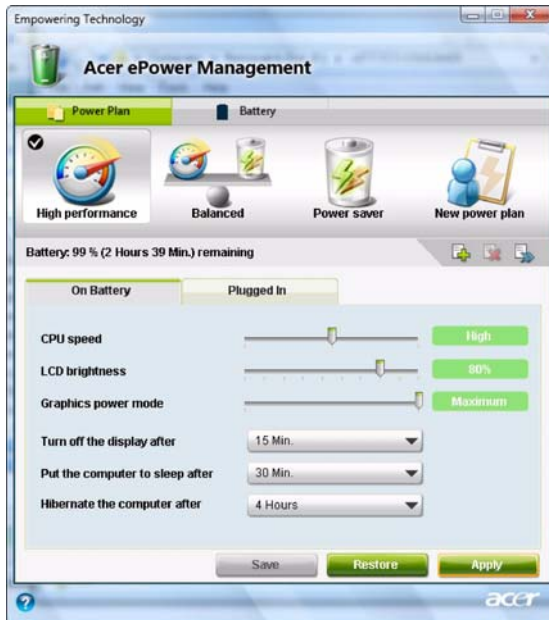 Empowering Technology
Acer ePower Management
Power Plan Battery
High performance Balanced Power saver New power plan
Battery: 99 % (2 Hours 39 Min.) remaining
On Battery Plugged In
CPU speed High
LCD brightness 80%
Graphics power mode Maximum
Turn off the display after 15 Min.
Put the computer to sleep after 30 Min.
Hibernate the computer after 4 Hours
Save Restore Apply
acer